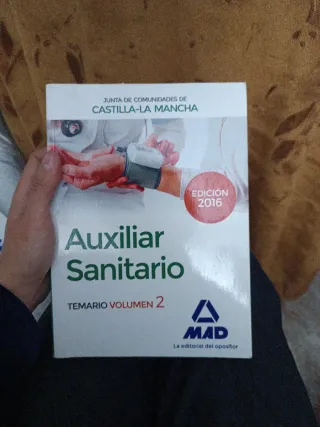 JUNTA DE COMUNIDADES DE
CASTILLA-LA MANCHA
EDICIÓN
2016
Auxiliar
Sanitario
TEMARIO VOLUMEN 2
MAD
La editorial del opositor